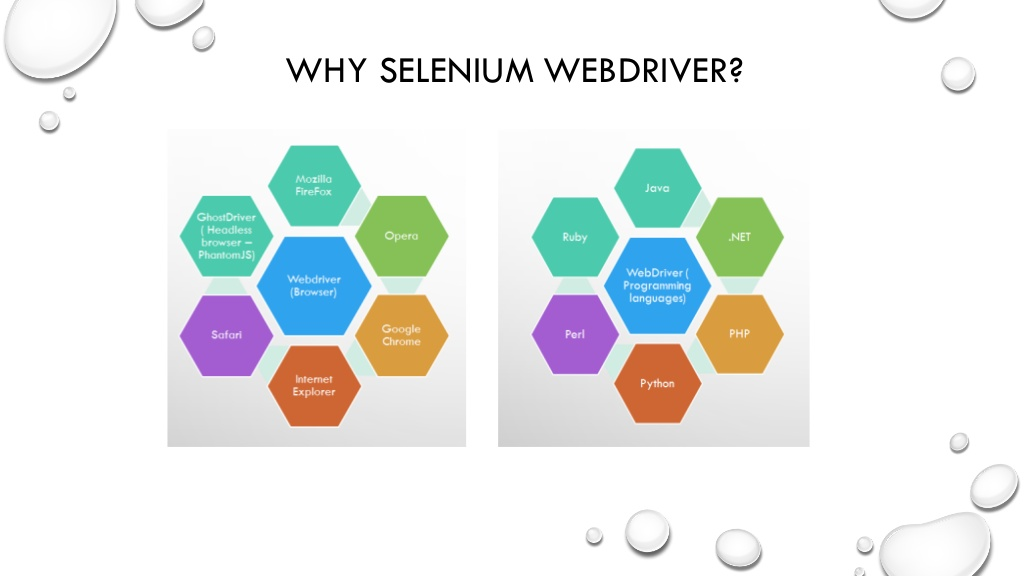 WHY SELENIUM WEBDRIVER?
Mozilla
FireFox
GhostDriver
( Headless
browser –
PhantomJS)
Opera
Webdriver
(Browser)
Safari
Google
Chrome
Internet
Explorer
Java
Ruby
.NET
WebDriver (
Programming
languages)
Perl
PHP
Python